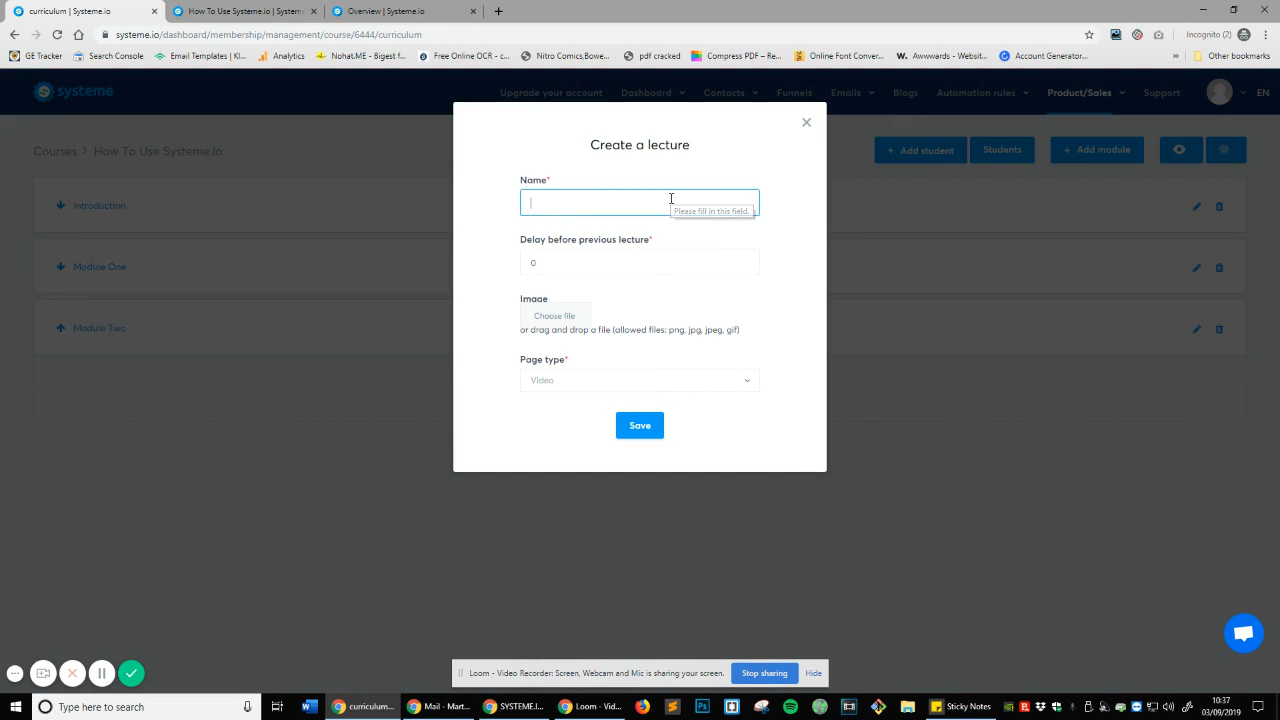 curriculum | Systeme.io
How To Use Systeme.io | Systeme
Overview | Systeme.io
systeme.io/dashboard/membership/management/course/6444/curriculum
Incognito (2)
GE Tracker
Search Console
Email Templates | Kl...
Analytics
Nohat.ME - Bigest f...
Free Online OCR - c...
Nitro Comics,Bowe...
pdf cracked
Compress PDF – Re...
Online Font Convert...
Awwwards - Websit...
Account Generator...
»
Other bookmarks
systeme
Upgrade your account
Dashboard
Contacts
Funnels
Emails
Blogs
Automation rules
Product/Sales
Support
EN
Courses > How To Use Systeme.io
+ Add student
Students
+ Add module
Introduction
Module One
Module Two
Create a lecture
Name*
Please fill in this field.
Delay before previous lecture*
0
Image
Choose file
or drag and drop a file (allowed files: png, jpg, jpeg, gif)
Page type*
Video
Save
Loom - Video Recorder: Screen, Webcam and Mic is sharing your screen.
Stop sharing
Hide
Type here to search
curriculum...
Mail - Mart...
SYSTEME.I...
Loom - Vid...
Sticky Notes
10:37
03/09/2019